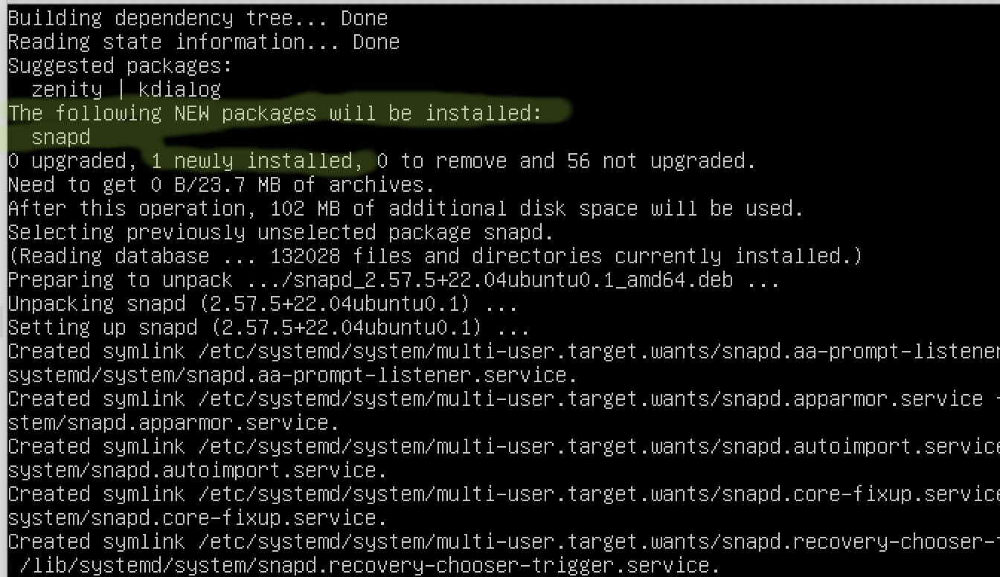 Building dependency tree... Done
Reading state information... Done
Suggested packages:
  zenity | kdialog
The following NEW packages will be installed:
  snapd
0 upgraded, 1 newly installed, 0 to remove and 56 not upgraded.
Need to get 0 B/23.7 MB of archives.
After this operation, 102 MB of additional disk space will be used.
Selecting previously unselected package snapd.
(Reading database ... 132028 files and directories currently installed.)
Preparing to unpack .../snapd_2.57.5+22.04ubuntu0.1_amd64.deb ...
Unpacking snapd (2.57.5+22.04ubuntu0.1) ...
Setting up snapd (2.57.5+22.04ubuntu0.1) ...
Created symlink /etc/systemd/system/multi-user.target.wants/snapd.aa-prompt-listener
systemd/system/snapd.aa-prompt-listener.service.
Created symlink /etc/systemd/system/multi-user.target.wants/snapd.apparmor.service
stem/snapd.apparmor.service.
Created symlink /etc/systemd/system/multi-user.target.wants/snapd.autoimport.service
system/snapd.autoimport.service.
Created symlink /etc/systemd/system/multi-user.target.wants/snapd.core-fixup.service
system/snapd.core-fixup.service.
Created symlink /etc/systemd/system/multi-user.target.wants/snapd.recovery-chooser-
 /lib/systemd/system/snapd.recovery-chooser-trigger.service.